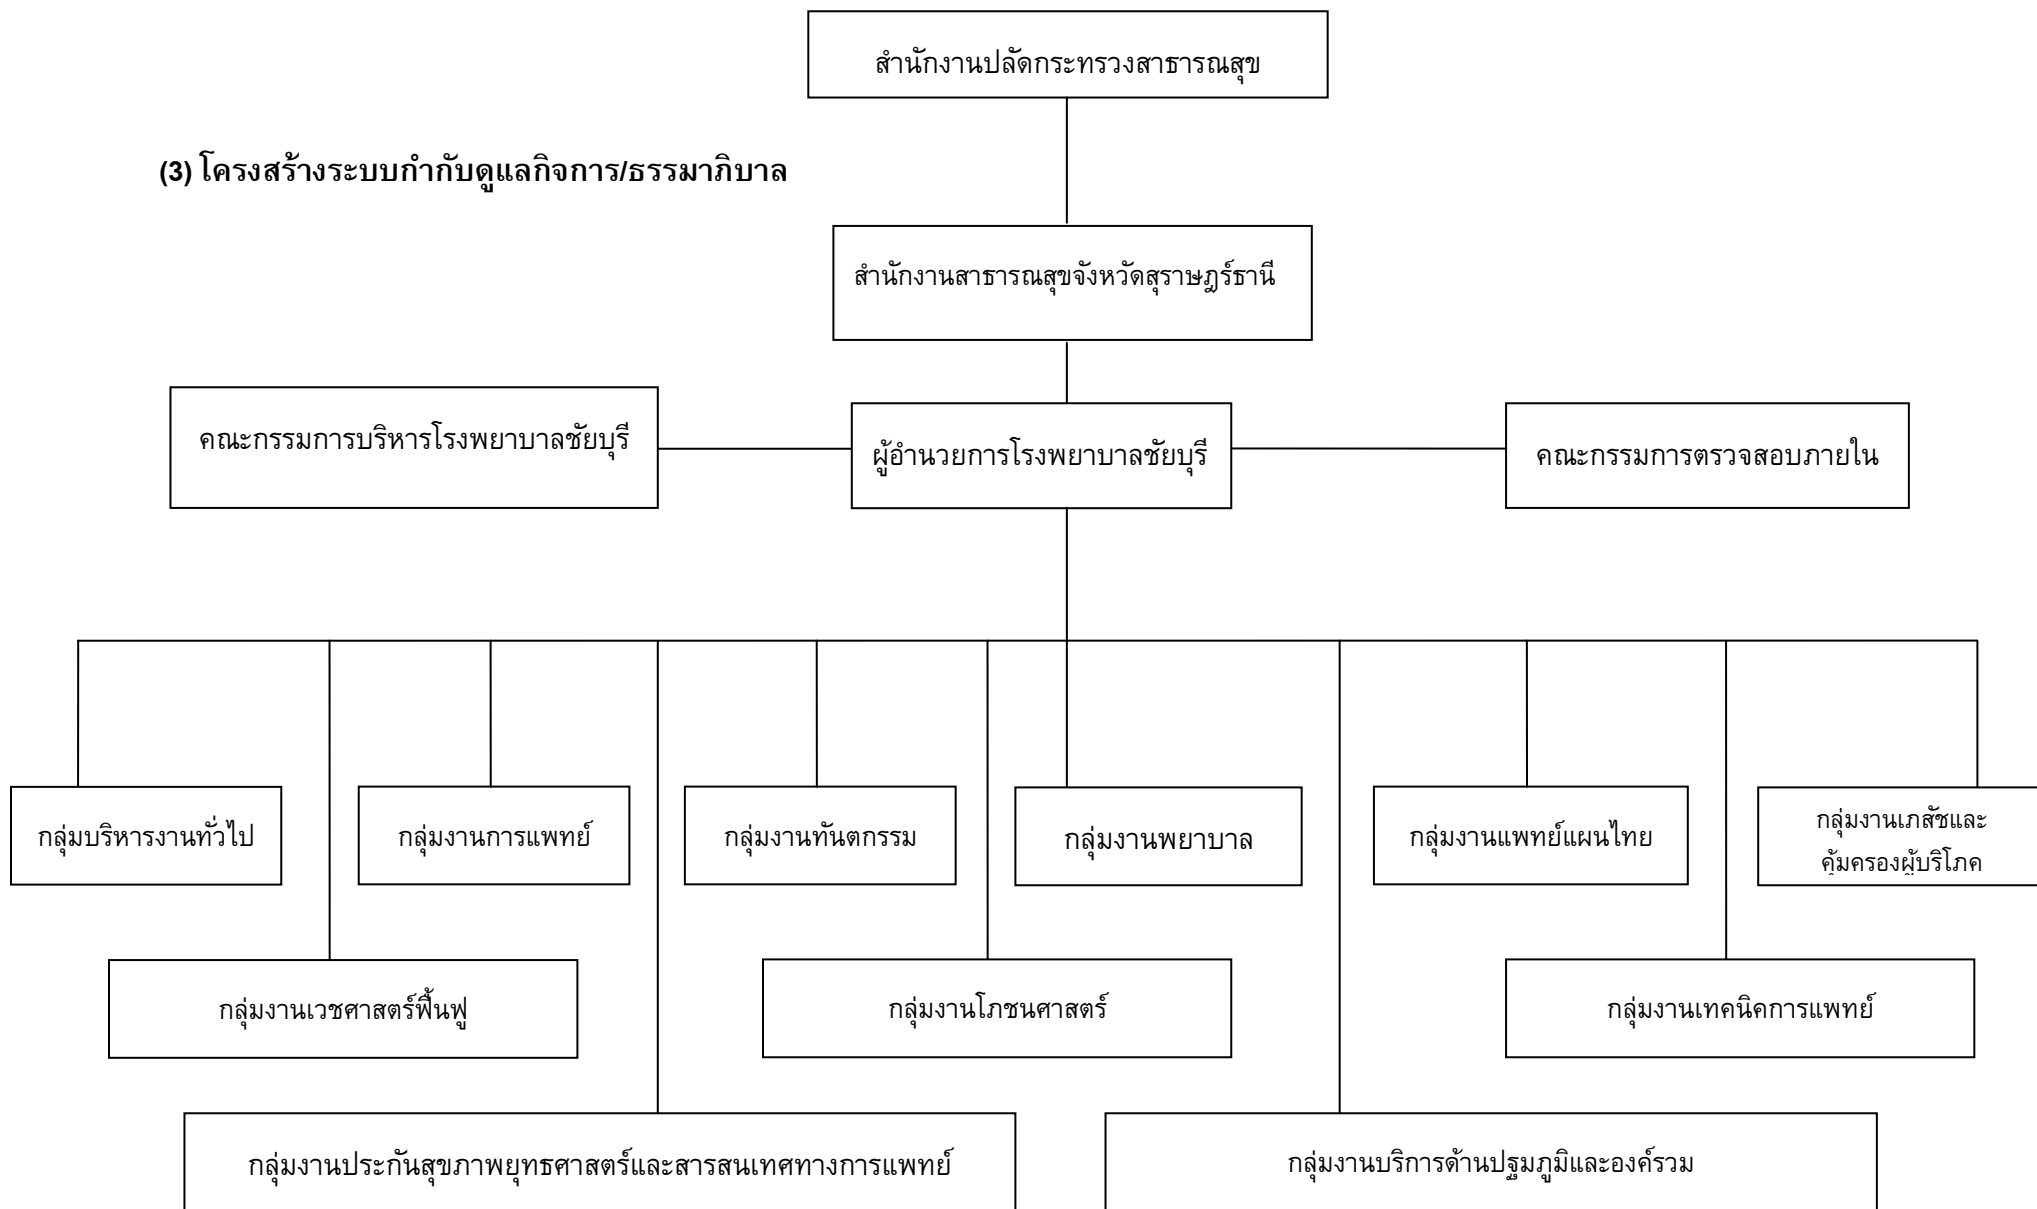 สำนักงานปลัดกระทรวงสาธารณสุข
(3) โครงสร้างระบบกำกับดูแลกิจการ/ธรรมาภิบาล
สำนักงานสาธารณสุขจังหวัดสุราษฎร์ธานี
คณะกรรมการบริหารโรงพยาบาลชัยบุรี
ผู้อำนวยการโรงพยาบาลชัยบุรี
คณะกรรมการตรวจสอบภายใน
กลุ่มบริหารงานทั่วไป
กลุ่มงานการแพทย์
กลุ่มงานทันตกรรม
กลุ่มงานพยาบาล
กลุ่มงานแพทย์แผนไทย
กลุ่มงานเภสัชและ
คุ้มครองผู้บริโภค
กลุ่มงานเวชศาสตร์ฟื้นฟู
กลุ่มงานโภชนศาสตร์
กลุ่มงานเทคนิคการแพทย์
กลุ่มงานประกันสุขภาพยุทธศาสตร์และสารสนเทศทางการแพทย์
กลุ่มงานบริการด้านปฐมภูมิและองค์รวม